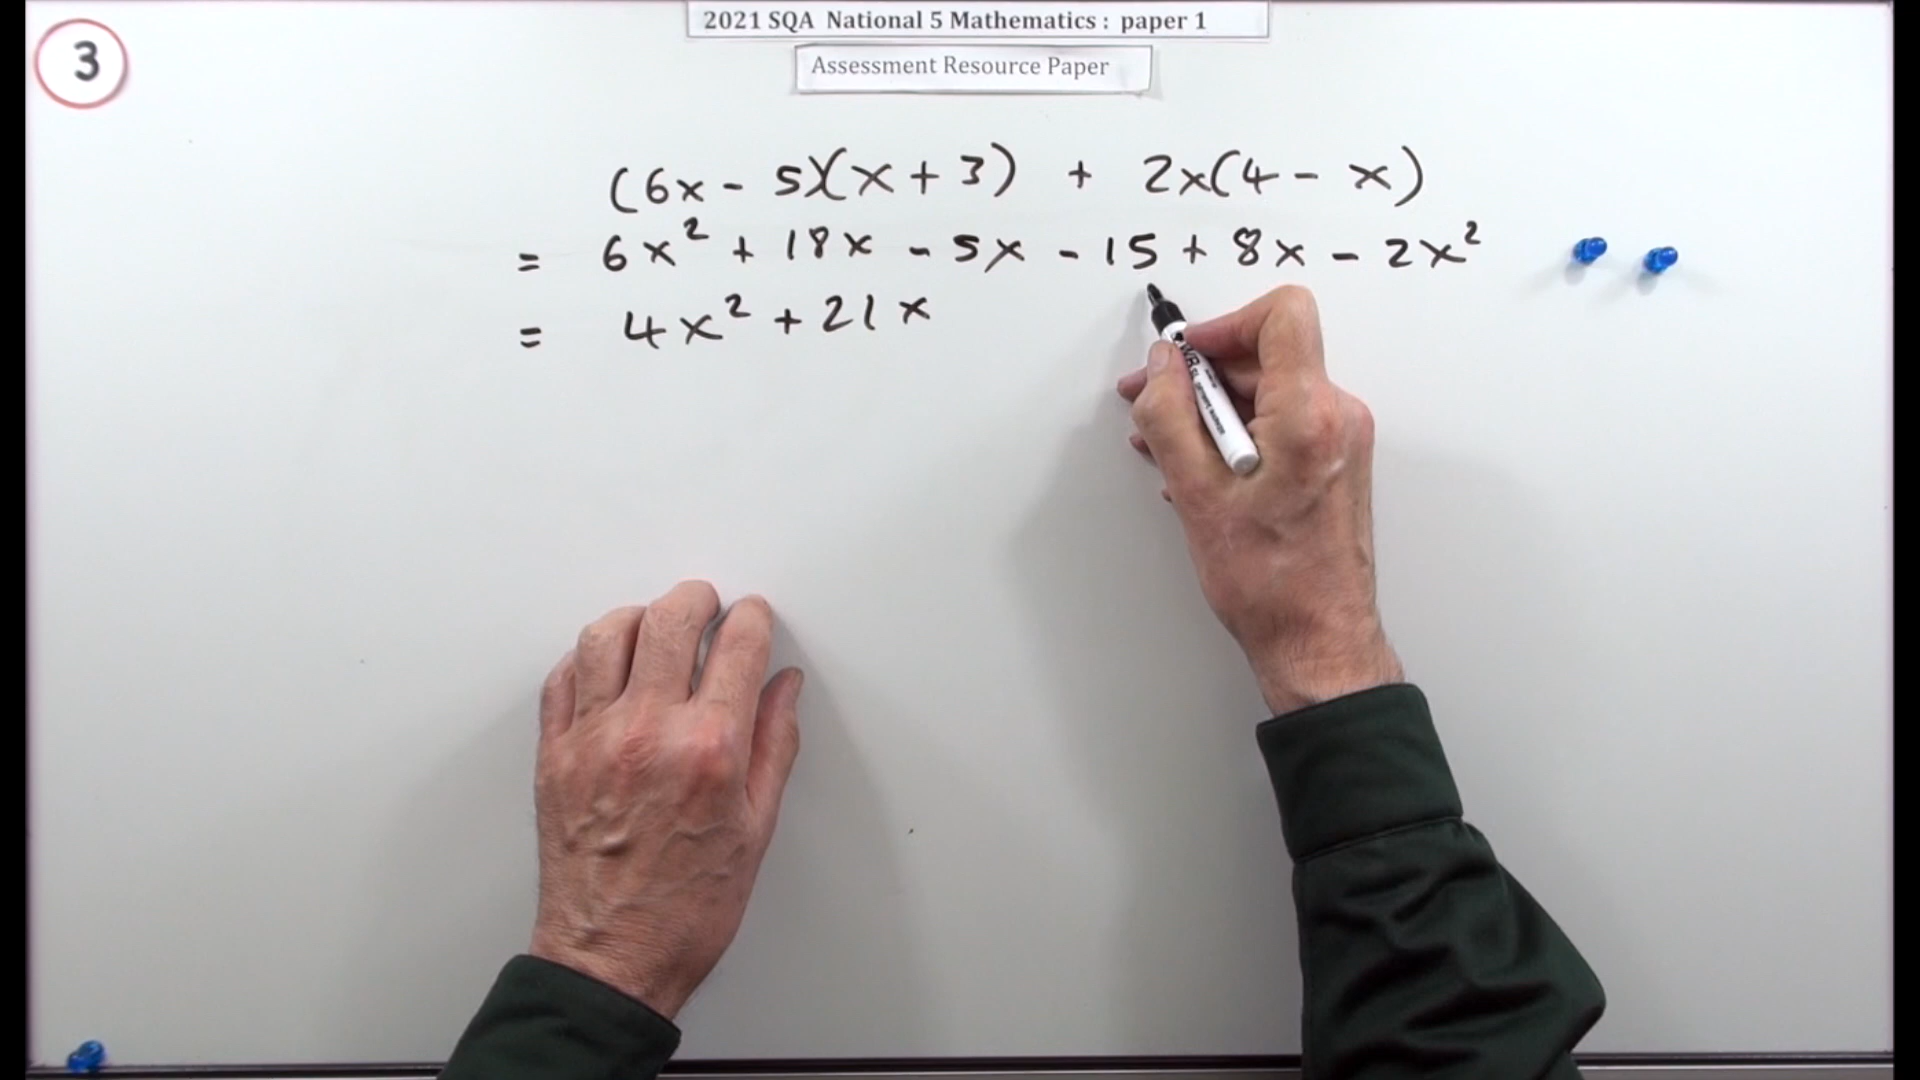 2021 SQA National 5 Mathematics : paper 1
Assessment Resource Paper
3
(6x - 5)(x + 3) + 2x(4 - x)
= 6x² + 18x - 5x - 15 + 8x - 2x²
= 4x² + 21x